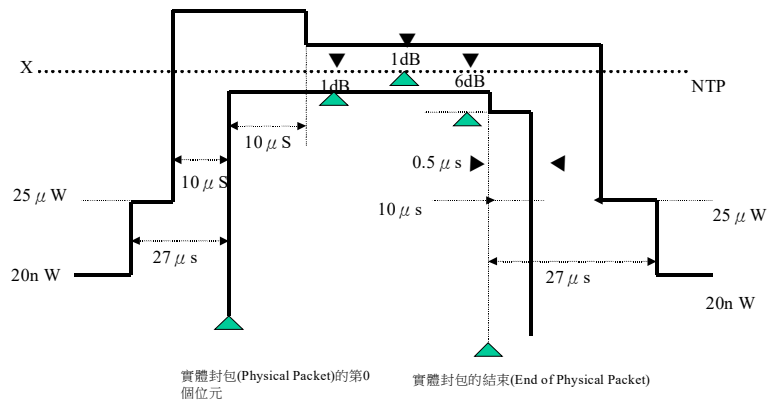 X
1dB
1dB
6dB
NTP
10 μ S
10 μ S
0.5 μ s
25 μ W
10 μ s
25 μ W
27 μ s
27 μ s
20n W
20n W
實體封包(Physical Packet)的第0
個位元
實體封包的結束(End of Physical Packet)